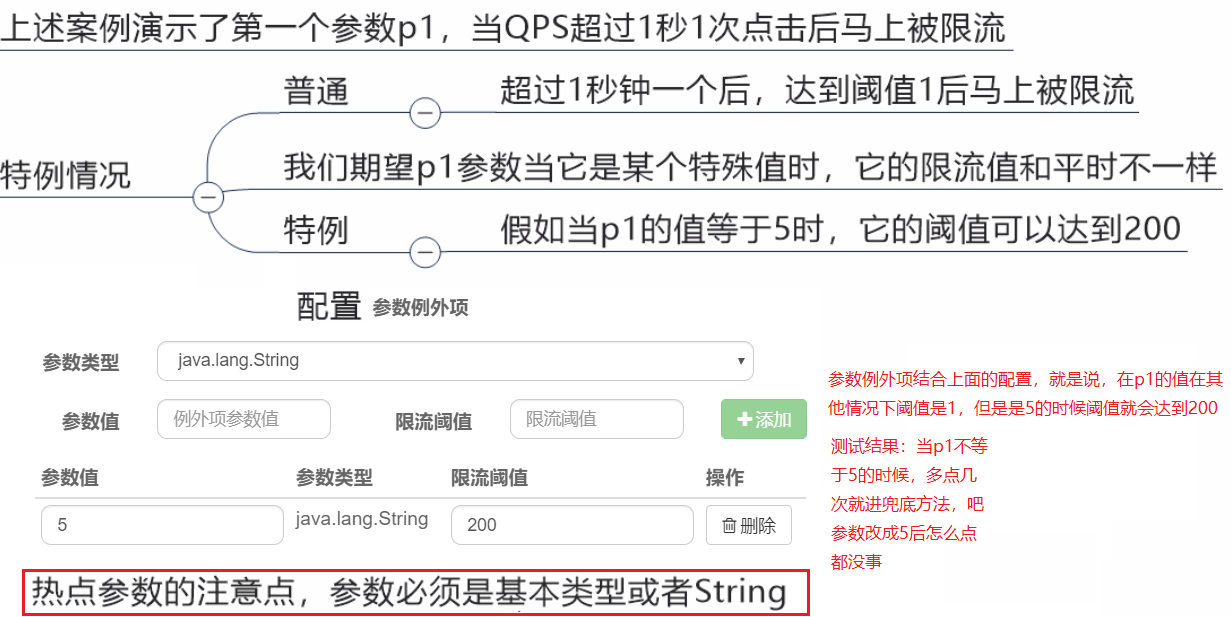 上述案例演示了第一个参数p1，当QPS超过1秒1次点击后马上被限流
普通
超过1秒钟一个后，达到阈值1后马上被限流
特例情况
我们期望p1参数当它是某个特殊值时，它的限流值和平时不一样
特例
假如当p1的值等于5时，它的阈值可以达到200
配置 参数例外项
参数类型 java.lang.String
参数值 例外项参数值 限流阈值 限流阈值 +添加
参数值 参数类型 限流阈值 操作
5 java.lang.String 200 删除
参数例外项结合上面的配置，就是说，在p1的值在其
他情况下阈值是1，但是是5的时候阈值就会达到200
测试结果：当p1不等
于5的时候，多点几
次就进兜底方法，吧
参数改成5后怎么点
都没事
热点参数的注意点，参数必须是基本类型或者String